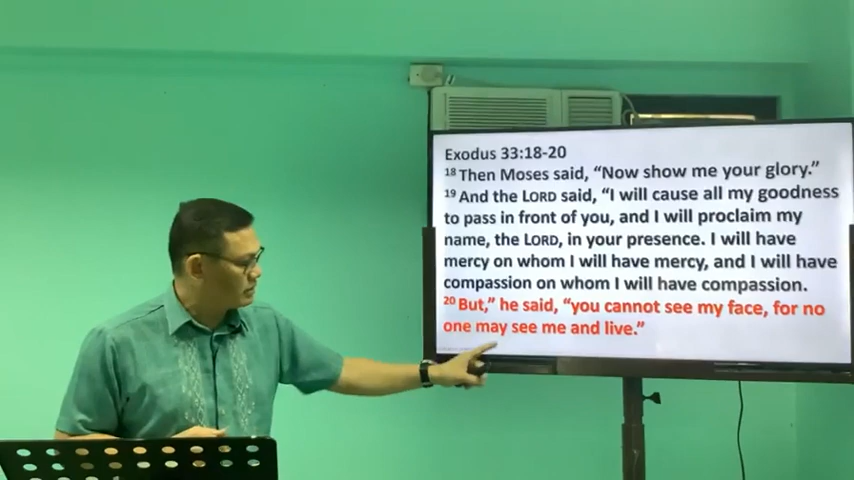 Exodus 33:18-20
18 Then Moses said, “Now show me your glory.”
19 And the LORD said, “I will cause all my goodness
to pass in front of you, and I will proclaim my
name, the LORD, in your presence. I will have
mercy on whom I will have mercy, and I will have
compassion on whom I will have compassion.
20 But,” he said, “you cannot see my face, for no
one may see me and live.”